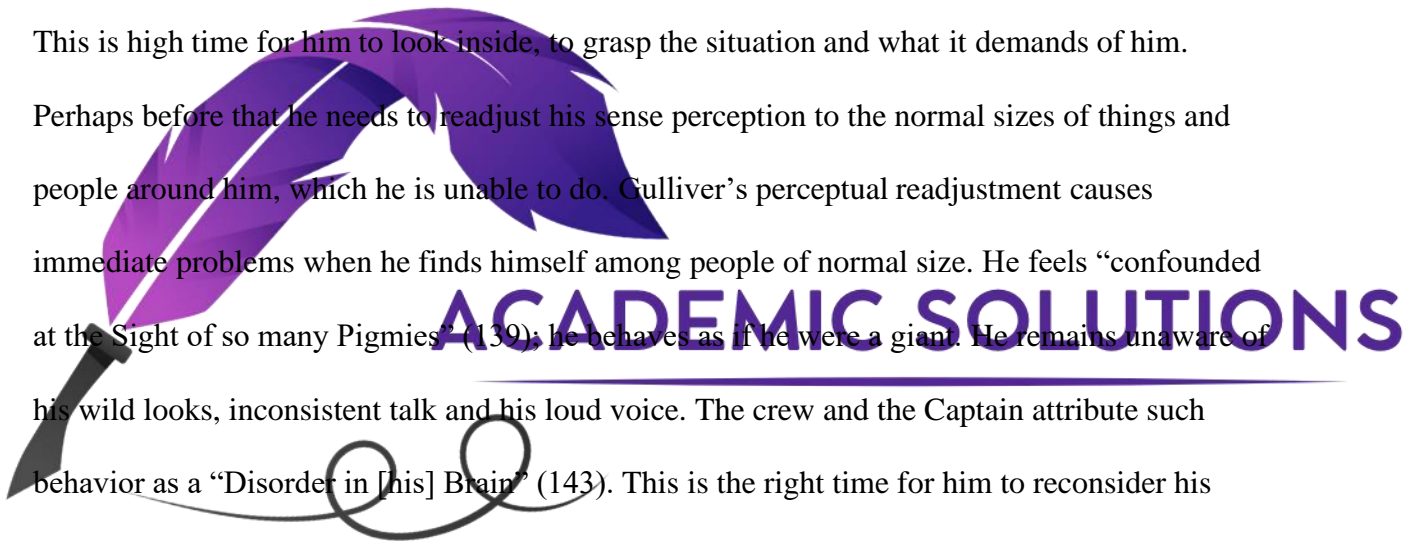 This is high time for him to look inside, to grasp the situation and what it demands of him.
Perhaps before that he needs to readjust his sense perception to the normal sizes of things and
people around him, which he is unable to do. Gulliver’s perceptual readjustment causes
immediate problems when he finds himself among people of normal size. He feels “confounded
at the Sight of so many Pigmies” (139); he behaves as if he were a giant. He remains unaware of
ACADEMIC SOLUTIONS
his wild looks, inconsistent talk and his loud voice. The crew and the Captain attribute such
behavior as a “Disorder in [his] Brain” (143). This is the right time for him to reconsider his